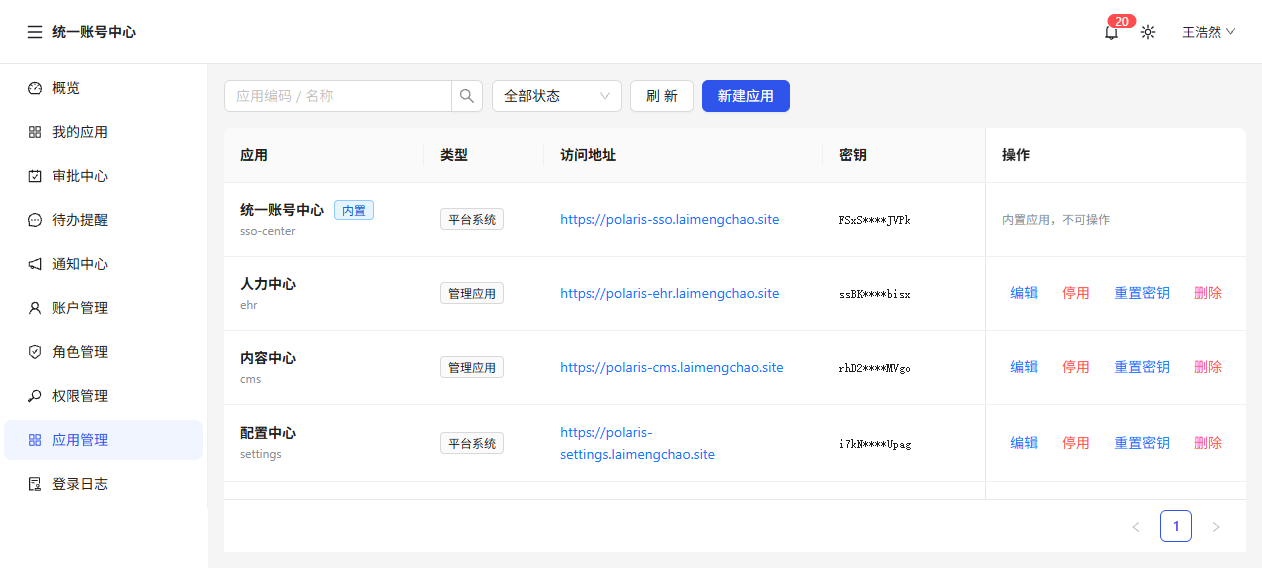 统一账号中心
20
王浩然
概览
我的应用
审批中心
待办提醒
通知中心
账户管理
角色管理
权限管理
应用管理
登录日志
应用编码 / 名称
全部状态
刷 新
新建应用
应用 类型 访问地址 密钥 操作
统一账号中心 内置
sso-center
平台系统
https://polaris-sso.laimengchao.site
FSxS****JVPk
内置应用，不可操作
人力中心
ehr
管理应用
https://polaris-ehr.laimengchao.site
ssBK****bisx
编辑 停用 重置密钥 删除
内容中心
cms
管理应用
https://polaris-cms.laimengchao.site
rhD2****MVgo
编辑 停用 重置密钥 删除
配置中心
settings
平台系统
https://polaris-
settings.laimengchao.site
i7kN****Upag
编辑 停用 重置密钥 删除
1